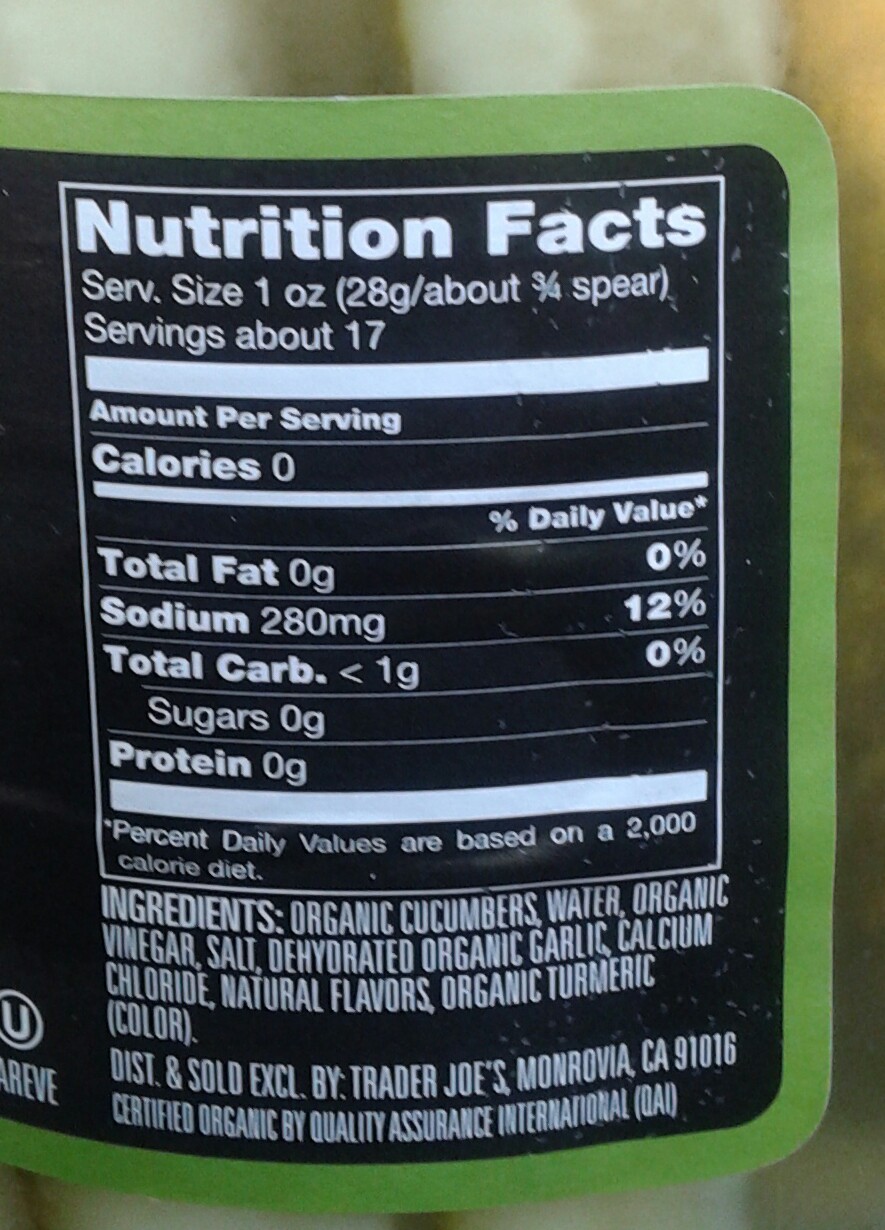 Nutrition Facts
Serv. Size 1 oz (28g/about ¾ spear)
Servings about 17
Amount Per Serving
Calories 0
% Daily Value*
Total Fat 0g 0%
Sodium 280mg 12%
Total Carb. < 1g 0%
Sugars 0g
Protein 0g
*Percent Daily Values are based on a 2,000
calorie diet.
INGREDIENTS: ORGANIC CUCUMBERS, WATER, ORGANIC
VINEGAR, SALT, DEHYDRATED ORGANIC GARLIC, CALCIUM
CHLORIDE, NATURAL FLAVORS, ORGANIC TURMERIC
(COLOR).
DIST. & SOLD EXCL. BY: TRADER JOE'S, MONROVIA, CA 91016
CERTIFIED ORGANIC BY QUALITY ASSURANCE INTERNATIONAL (QAI)
U
AREVE